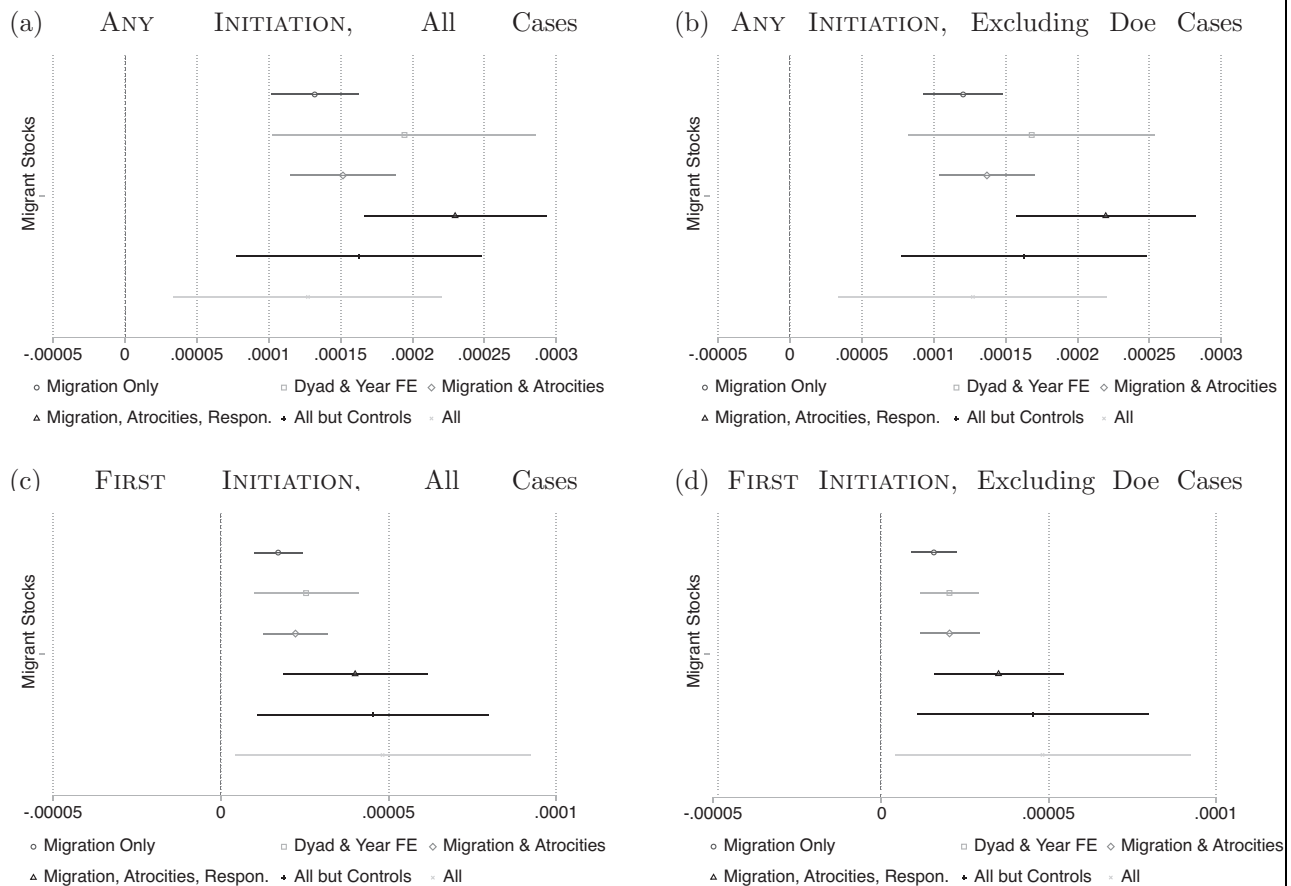 (a) ANY INITIATION, All Cases
Migrant Stocks
-.00005 0 .00005 .0001 .00015 .0002 .00025 .0003
Migration Only Dyad & Year FE Migration & Atrocities
Migration, Atrocities, Respon. All but Controls All
(b) ANY INITIATION, Excluding Doe Cases
Migrant Stocks
-.00005 0 .00005 .0001 .00015 .0002 .00025 .0003
Migration Only Dyad & Year FE Migration & Atrocities
Migration, Atrocities, Respon. All but Controls All
(c) FIRST INITIATION, All Cases
Migrant Stocks
-.00005 0 .00005 .0001
Migration Only Dyad & Year FE Migration & Atrocities
Migration, Atrocities, Respon. All but Controls All
(d) FIRST INITIATION, Excluding Doe Cases
Migrant Stocks
-.00005 0 .00005 .0001
Migration Only Dyad & Year FE Migration & Atrocities
Migration, Atrocities, Respon. All but Controls All